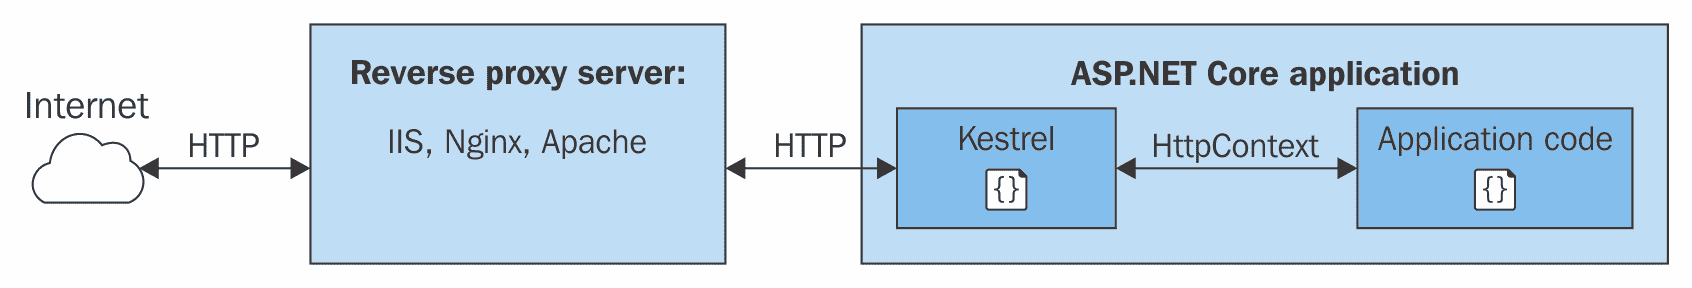 Internet
HTTP
Reverse proxy server:
IIS, Nginx, Apache
HTTP
ASP.NET Core application
Kestrel
{}
HttpContext
Application code
{}